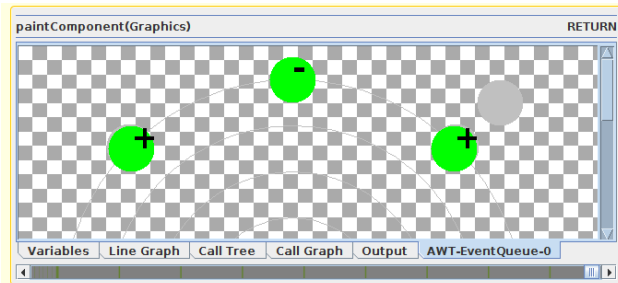 paintComponent(Graphics) RETURN
-
+ +
Variables Line Graph Call Tree Call Graph Output AWT-EventQueue-0